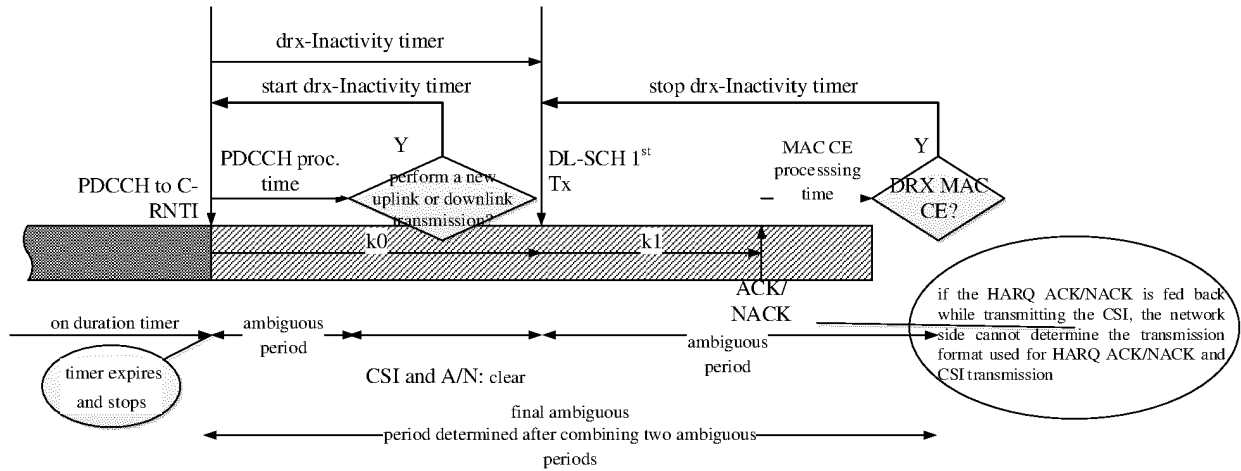 drx-Inactivity timer
start drx-Inactivity timer
stop drx-Inactivity timer
Y
PDCCH proc.
time
PDCCH to C-
RNTI
perform a new
uplink or downlink
transmission?
DL-SCH 1st
Tx
MAC CE
processsing
time
Y
DRX MAC
CE?
k0
k1
ACK/
NACK
on duration timer
ambiguous
period
timer expires
and stops
CSI and A/N: clear
ambiguous
period
if the HARQ ACK/NACK is fed back
while transmitting the CSI, the network
side cannot determine the transmission
format used for HARQ ACK/NACK and
CSI transmission
final ambiguous
period determined after combining two ambiguous
periods